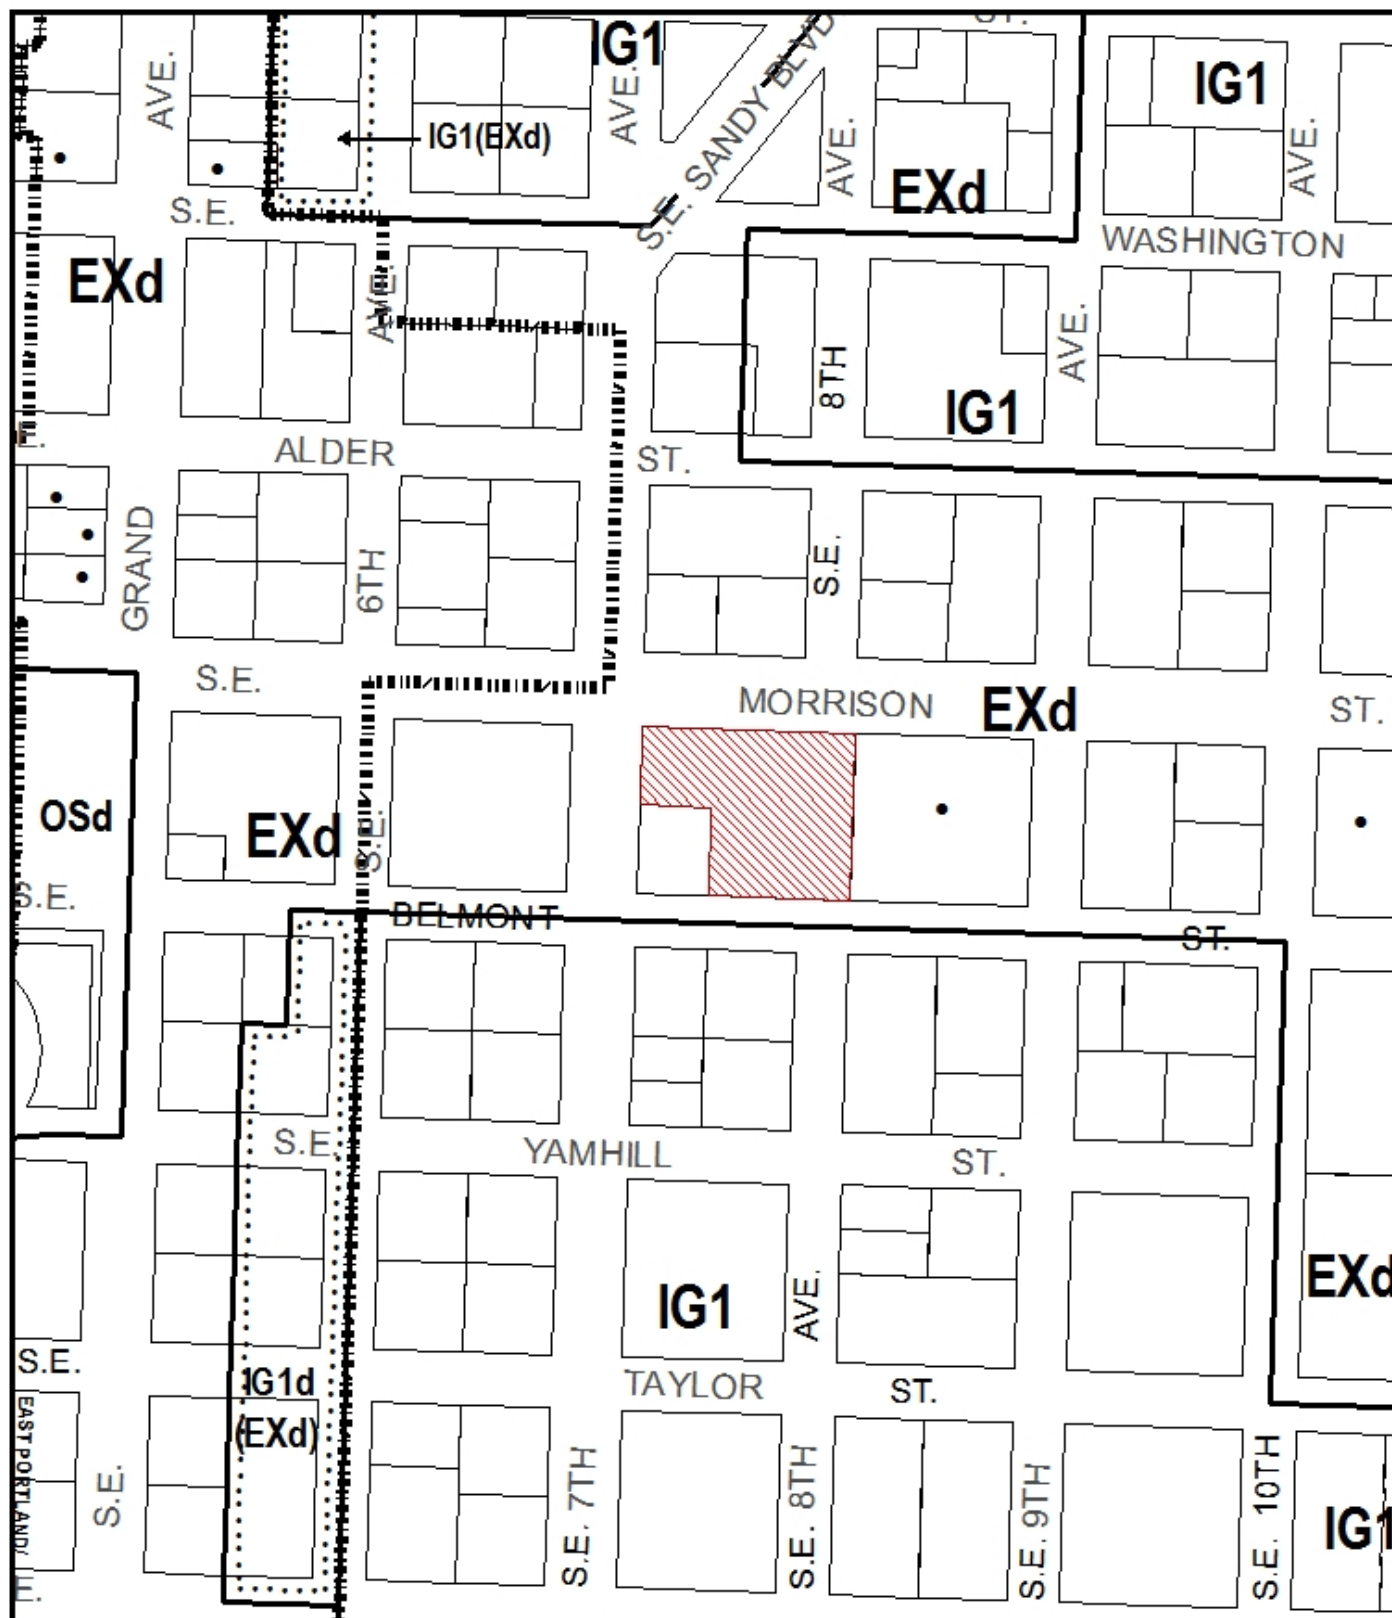 ST.
IG1
AVE.
AVE.
S.E. SANDY BLVD.
IG1
IG1(EXd)
AVE.
AVE.
EXd
S.E.
WASHINGTON
EXd
AVE.
AVE.
8TH
IG1
E.
ALDER
ST.
GRAND
6TH
S.E.
S.E.
MORRISON
EXd
ST.
OSd
EXd
S.E.
S.E.
BELMONT
ST.
S.E.
YAMHILL
ST.
EXd
IG1
AVE.
S.E.
IG1d
(EXd)
TAYLOR
ST.
EAST PORTLAND/
S.E.
S.E. 7TH
S.E. 8TH
S.E. 9TH
S.E. 10TH
IG1
E.